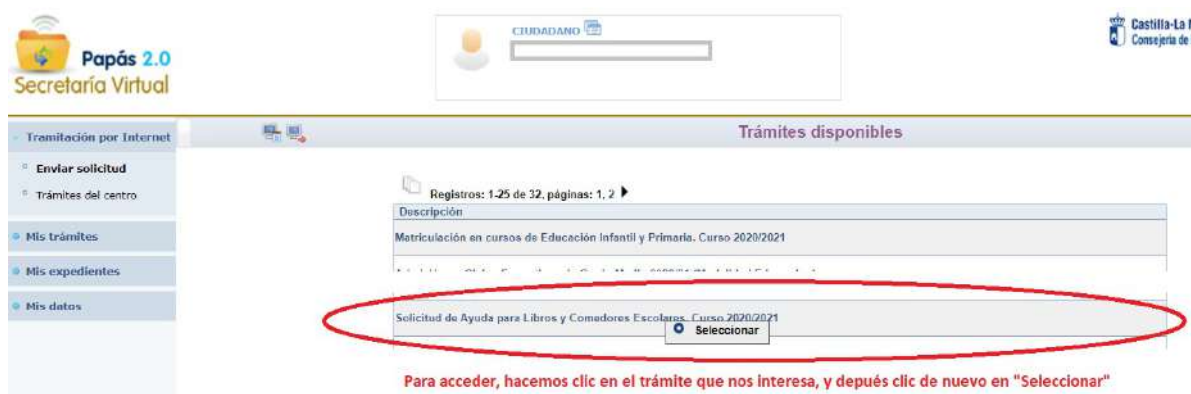 Papás 2.0
Secretaría Virtual
CIUDADANO
Castilla-La
Consejería de
Tramitación por Internet
Trámites disponibles
Enviar solicitud
Trámites del centro
Mis trámites
Mis expedientes
Mis datos
Registros: 1-25 de 32, páginas: 1, 2
Descripción
Matriculación en cursos de Educación Infantil y Primaria. Curso 2020/2021
Solicitud de Ayuda para Libros y Comedores Escolares. Curso 2020/2021
Seleccionar
Para acceder, hacemos clic en el trámite que nos interesa, y depués clic de nuevo en "Seleccionar"